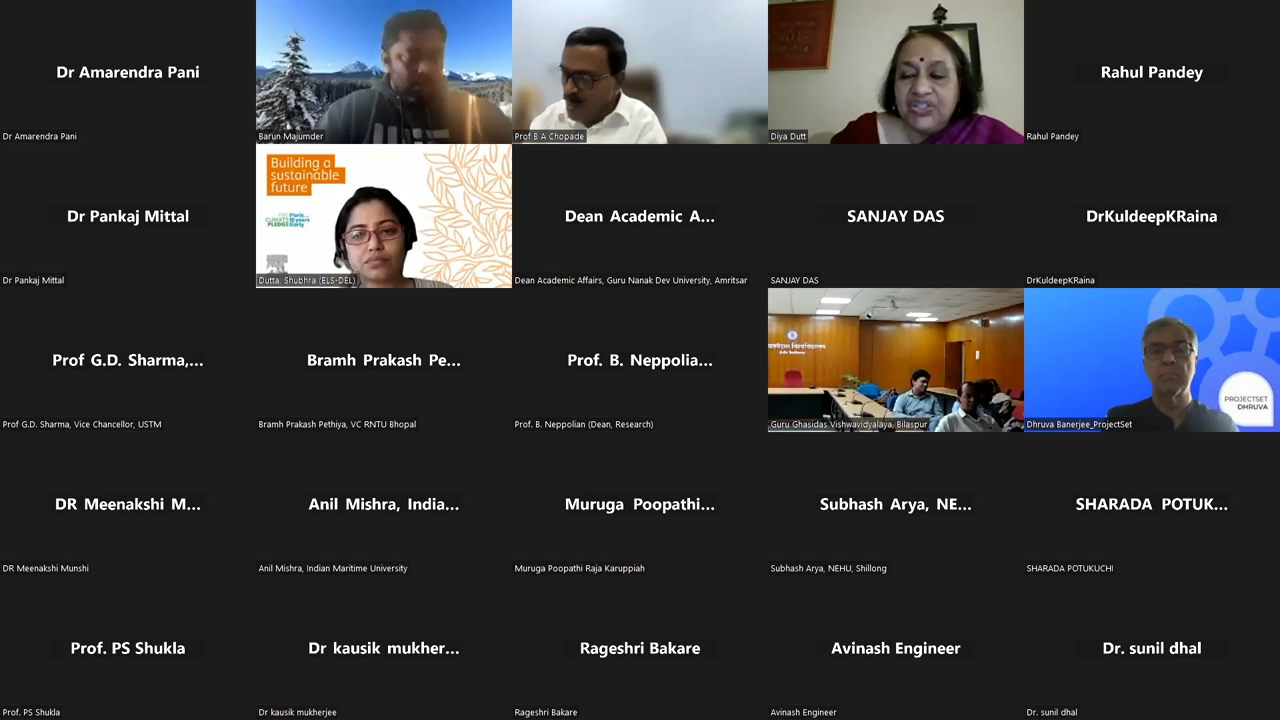 Dr Amarendra Pani
Dr Amarendra Pani
Barun Majumder
Prof B A Chopade
Diya Dutt
Rahul Pandey
Rahul Pandey
Dr Pankaj Mittal
Dr Pankaj Mittal
Building a
sustainable
future
CLIMATE
PLEDGE
Paris...
10 years
Early
Dutta, Shubhra (ELS-DEL)
Dean Academic A...
Dean Academic Affairs, Guru Nanak Dev University, Amritsar
SANJAY DAS
SANJAY DAS
DrKuldeepKRaina
DrKuldeepKRaina
Prof G.D. Sharma,...
Prof G.D. Sharma, Vice Chancellor, USTM
Bramh Prakash Pe...
Bramh Prakash Pethiya, VC RNTU Bhopal
Prof. B. Neppolia...
Prof. B. Neppolian (Dean, Research)
Guru Ghasidas Vishwavidyalaya, Bilaspur
PROJECTSET
DHRUVA
Dhruva Banerjee_ProjectSet
DR Meenakshi M...
DR Meenakshi Munshi
Anil Mishra, India...
Anil Mishra, Indian Maritime University
Muruga Poopathi...
Muruga Poopathi Raja Karuppiah
Subhash Arya, NE...
Subhash Arya, NEHU, Shillong
SHARADA POTUK...
SHARADA POTUKUCHI
Prof. PS Shukla
Prof. PS Shukla
Dr kausik mukher...
Dr kausik mukherjee
Rageshri Bakare
Rageshri Bakare
Avinash Engineer
Avinash Engineer
Dr. sunil dhal
Dr. sunil dhal